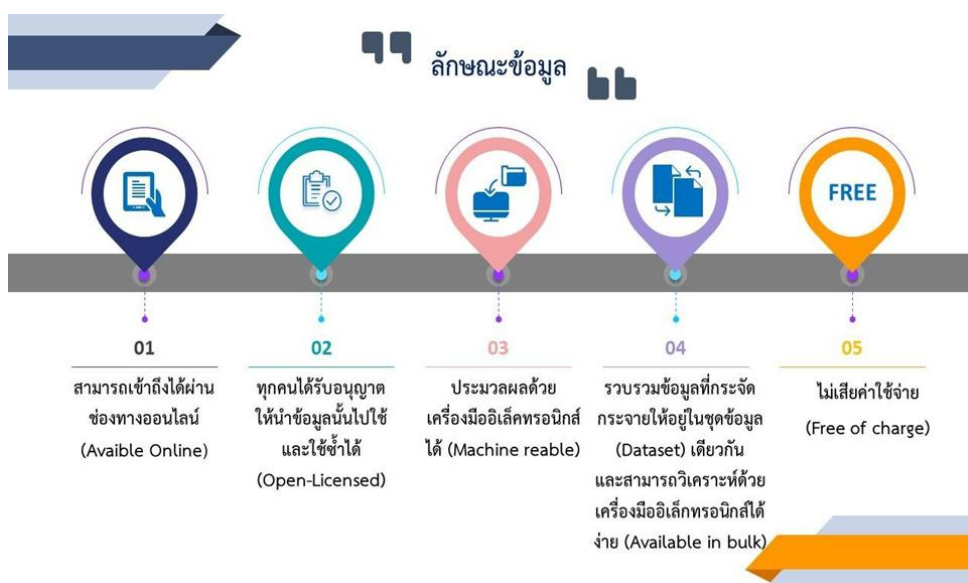 ลักษณะข้อมูล
FREE
01
สามารถเข้าถึงได้ผ่าน
ช่องทางออนไลน์
(Avaible Online)
02
ทุกคนได้รับอนุญาต
ให้นำข้อมูลนั้นไปใช้
และใช้ซ้ำได้
(Open-Licensed)
03
ประมวลผลด้วย
เครื่องมืออิเล็คทรอนิกส์
ได้ (Machine reable)
04
รวบรวมข้อมูลที่กระจัด
กระจายให้อยู่ในชุดข้อมูล
(Dataset) เดียวกัน
และสามารถวิเคราะห์ด้วย
เครื่องมืออิเล็กทรอนิกส์ได้
ง่าย (Available in bulk)
05
ไม่เสียค่าใช้จ่าย
(Free of charge)